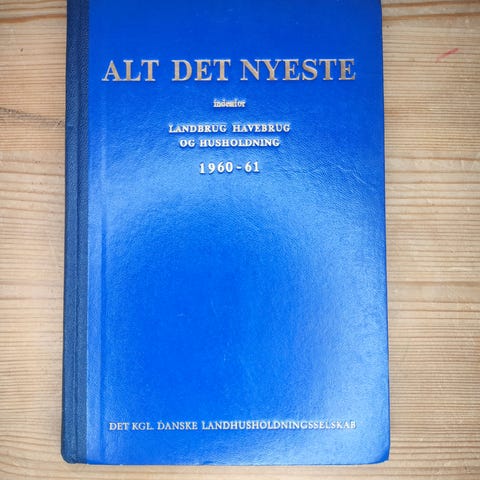 ALT DET NYESTE
indenfor
LANDBRUG HAVEBRUG
OG HUSHOLDNING
1960-61
DET KGL. DANSKE LANDHUSHOLDNINGSSELSKAB